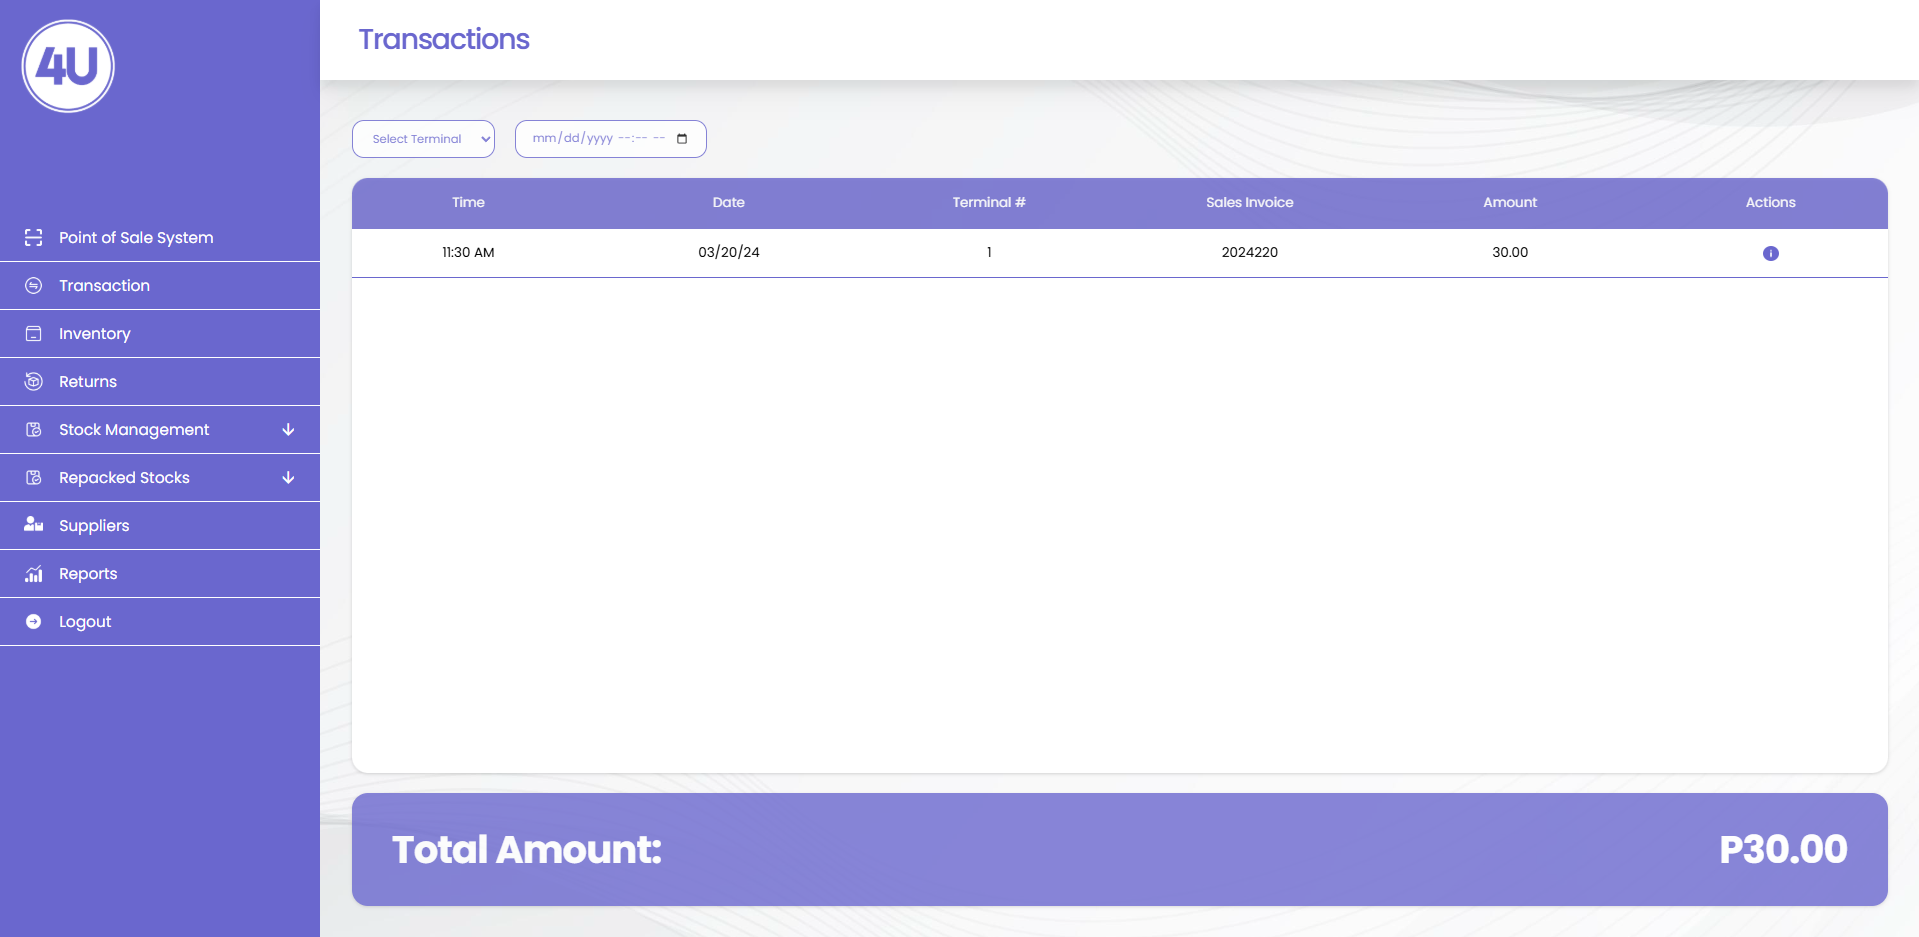 4U
Transactions
Select Terminal
mm/dd/yyyy --:-- --
Time Date Terminal # Sales Invoice Amount Actions
11:30 AM 03/20/24 1 2024220 30.00
Point of Sale System
Transaction
Inventory
Returns
Stock Management
Repacked Stocks
Suppliers
Reports
Logout
Total Amount: P30.00